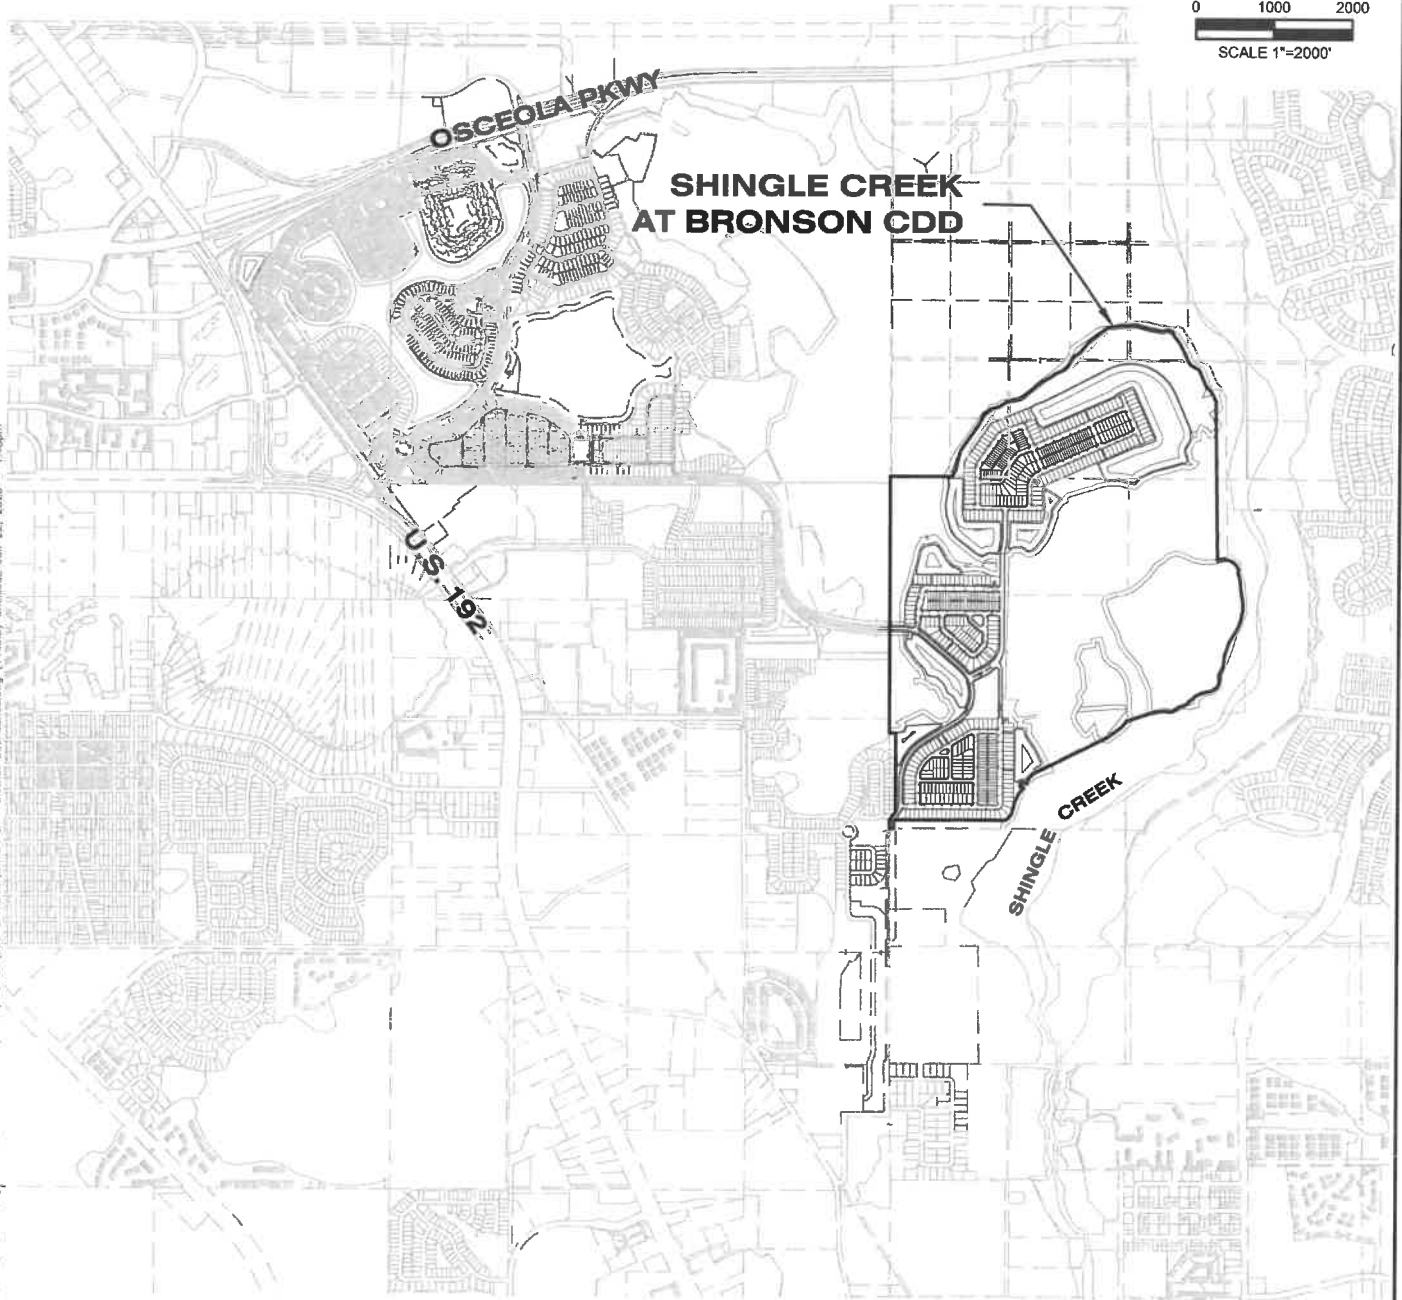 0 1000 2000
SCALE 1"=2000'
OSCEOLA PKWY
SHINGLE CREEK
AT BRONSON CDD
U.S. 192
SHINGLE CREEK